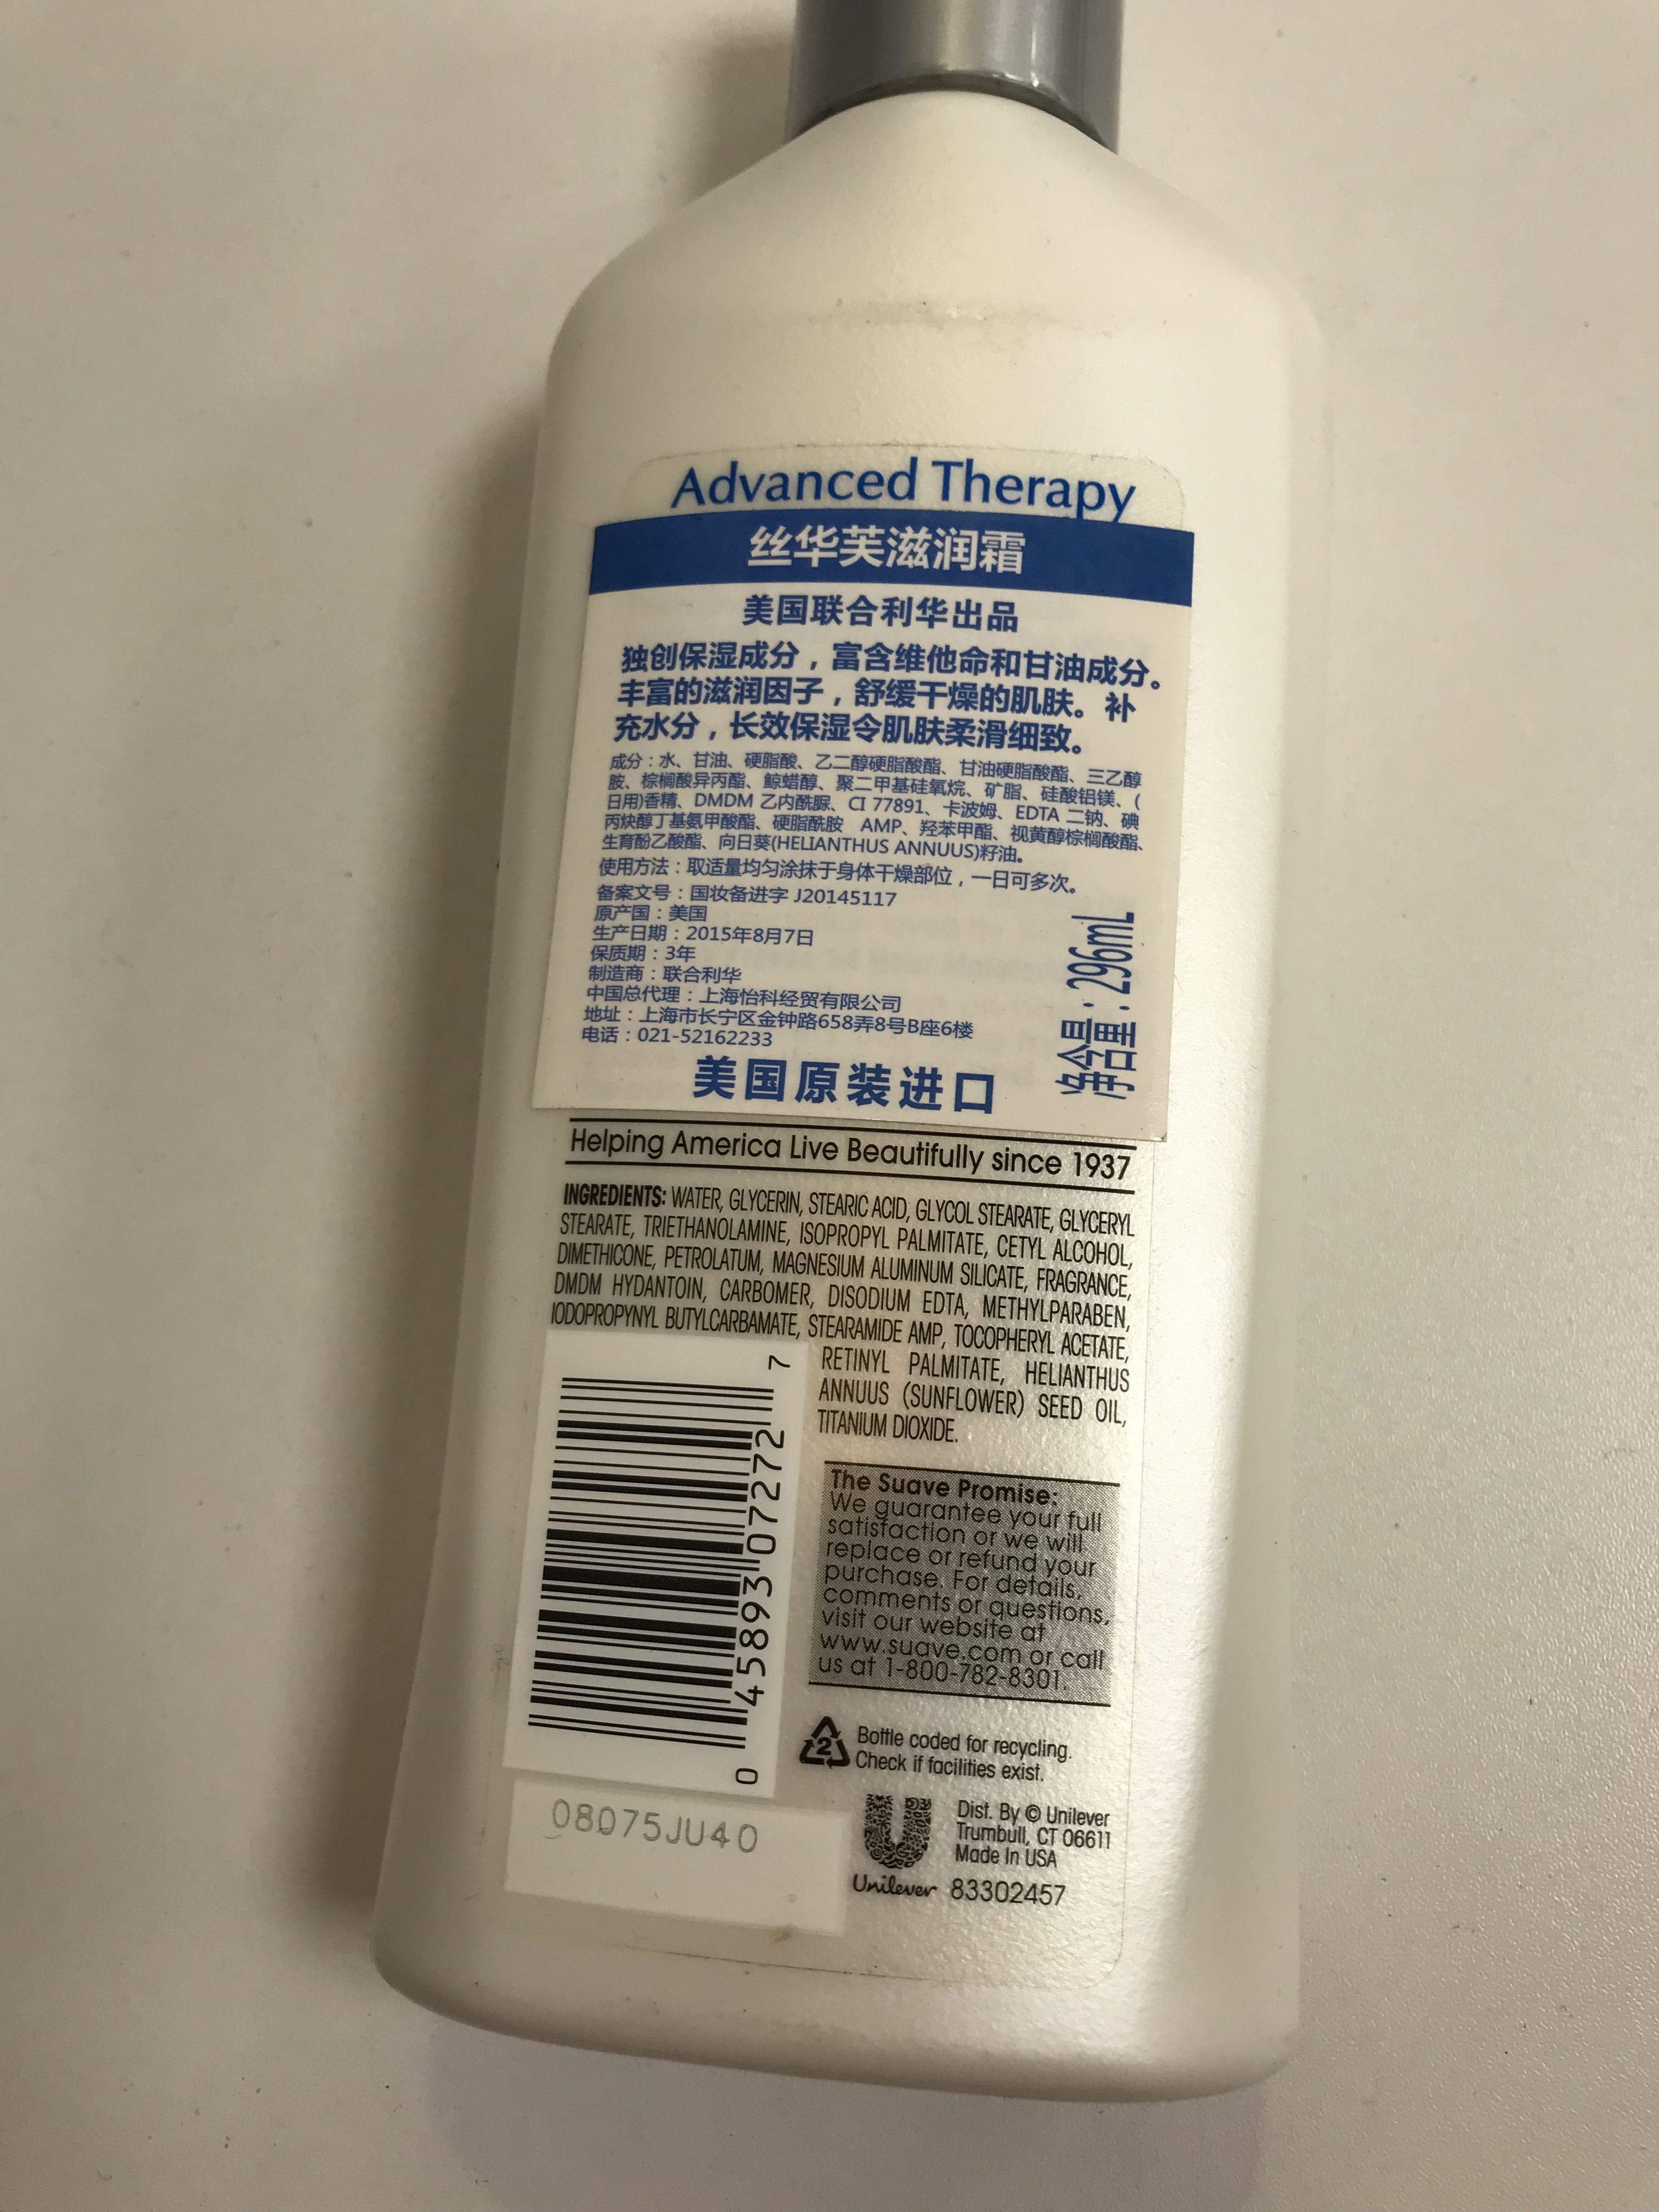 Advanced Therapy
丝华芙滋润霜
美国联合利华出品
独创保湿成分，富含维他命和甘油成分。
丰富的滋润因子，舒缓干燥的肌肤。补
充水分，长效保湿令肌肤柔滑细致。
成分：水、甘油、硬脂酸、乙二醇硬脂酸酯、甘油硬脂酸酯、三乙醇
胺、棕榈酸异丙酯、鲸蜡醇、聚二甲基硅氧烷、矿脂、硅酸铝镁、(
日用)香精、DMDM 乙内酰脲、CI 77891、卡波姆、EDTA 二钠、碘
丙炔醇丁基氨甲酸酯、硬脂酰胺 AMP、羟苯甲酯、视黄醇棕榈酸酯、
生育酚乙酸酯、向日葵(HELIANTHUS ANNUUS)籽油。
使用方法：取适量均匀涂抹于身体干燥部位，一日可多次。
备案文号：国妆备进字 J20145117
原产国：美国
生产日期：2015年8月7日
保质期：3年
制造商：联合利华
中国总代理：上海怡科经贸有限公司
地址：上海市长宁区金钟路658弄8号B座6楼
电话：021-52162233
净含量：296mL
美国原装进口
Helping America Live Beautifully since 1937
INGREDIENTS: WATER, GLYCERIN, STEARIC ACID, GLYCOL STEARATE, GLYCERYL
STEARATE, TRIETHANOLAMINE, ISOPROPYL PALMITATE, CETYL ALCOHOL,
DIMETHICONE, PETROLATUM, MAGNESIUM ALUMINUM SILICATE, FRAGRANCE,
DMDM HYDANTOIN, CARBOMER, DISODIUM EDTA, METHYLPARABEN,
IODOPROPYNYL BUTYLCARBAMATE, STEARAMIDE AMP, TOCOPHERYL ACETATE,
RETINYL PALMITATE, HELIANTHUS
ANNUUS (SUNFLOWER) SEED OIL,
TITANIUM DIOXIDE.
0 45893 07272 7
The Suave Promise:
We guarantee your full
satisfaction or we will
replace or refund your
purchase. For details,
comments or questions,
visit our website at
www.suave.com or call
us at 1-800-782-8301.
2
Bottle coded for recycling.
Check if facilities exist.
08075JU40
Dist. By © Unilever
Trumbull, CT 06611
Made In USA
Unilever 83302457